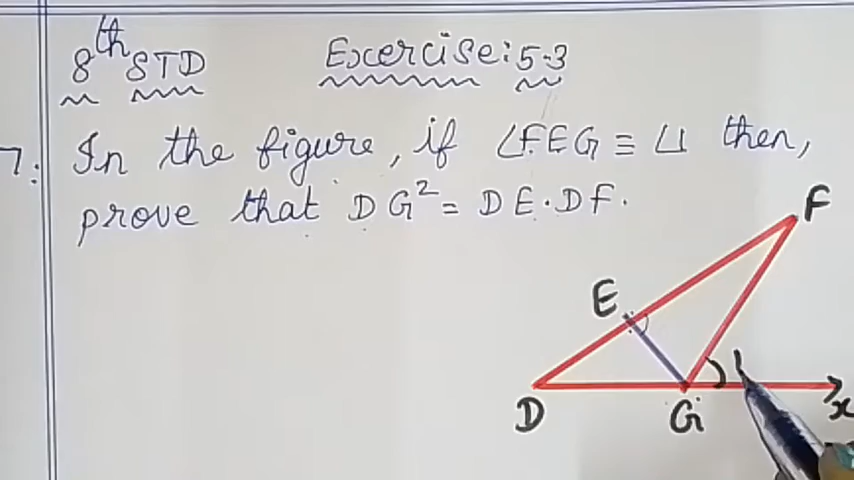 8th STD Exercise: 5.3
7: In the figure, if ∠FEG ≡ ∠1 then,
prove that DG² = DE·DF.
F
E
D
G
x
1